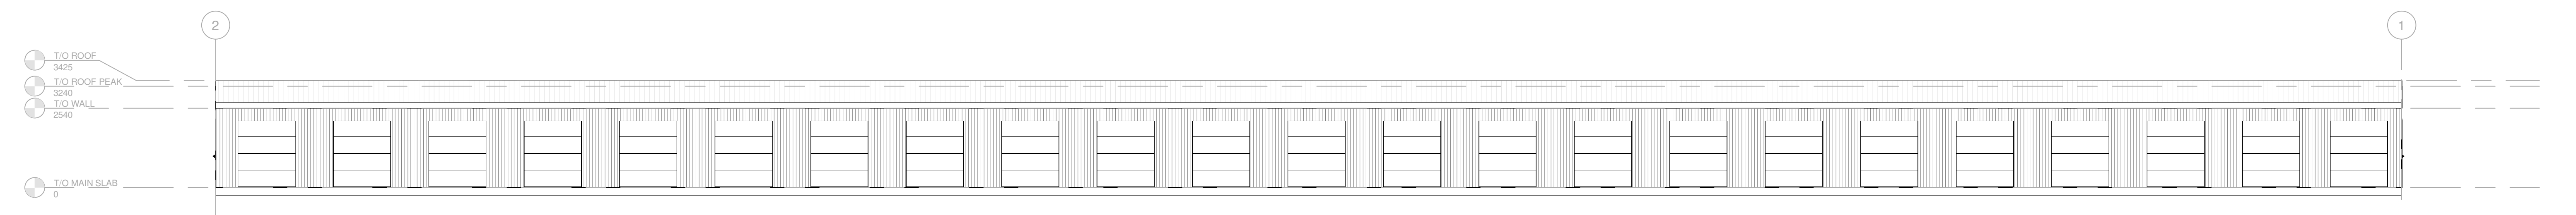 2
1
T/O ROOF
3425
T/O ROOF PEAK
3240
T/O WALL
2540
T/O MAIN SLAB
0